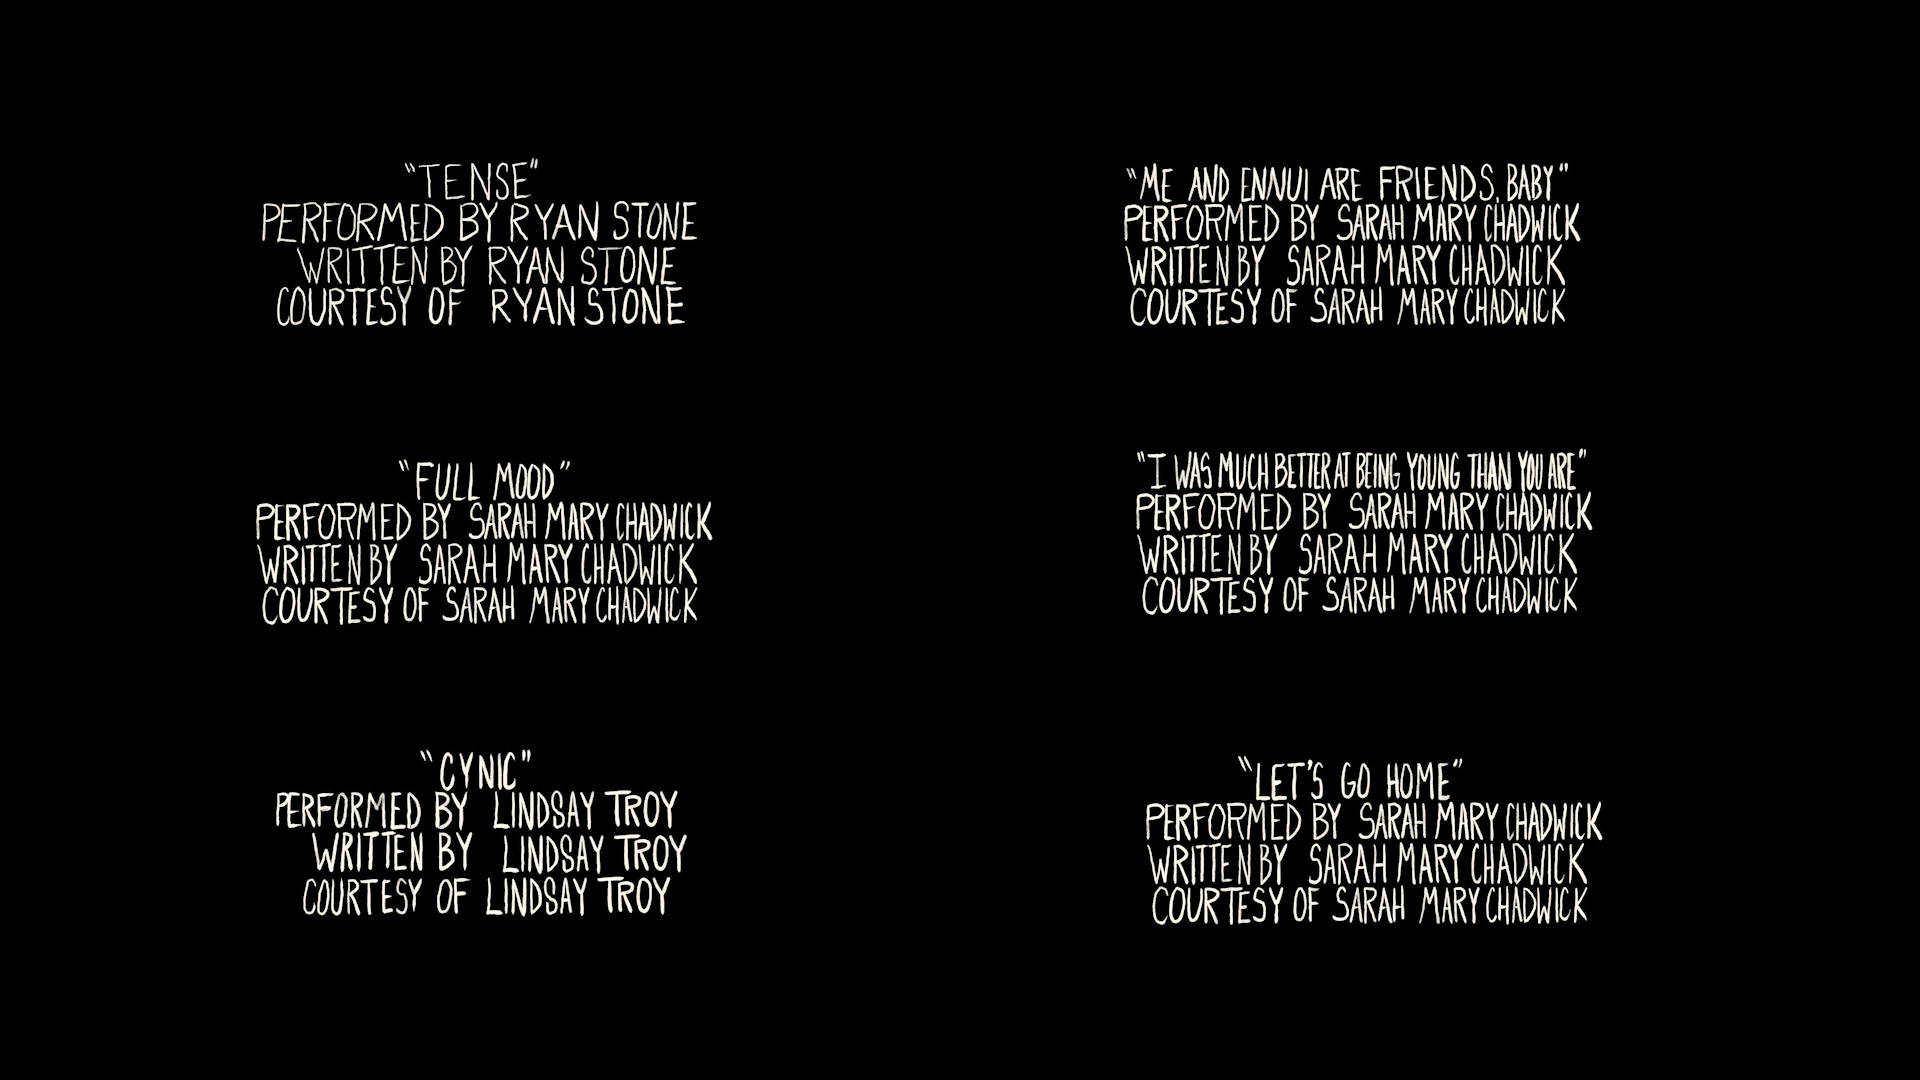 "TENSE"
PERFORMED BY RYAN STONE
WRITTEN BY RYAN STONE
COURTESY OF RYAN STONE
"FULL MOOD"
PERFORMED BY SARAH MARY CHADWICK
WRITTEN BY SARAH MARY CHADWICK
COURTESY OF SARAH MARY CHADWICK
"CYNIC"
PERFORMED BY LINDSAY TROY
WRITTEN BY LINDSAY TROY
COURTESY OF LINDSAY TROY
"ME AND ENNUI ARE FRIENDS, BABY"
PERFORMED BY SARAH MARY CHADWICK
WRITTEN BY SARAH MARY CHADWICK
COURTESY OF SARAH MARY CHADWICK
"I WAS MUCH BETTER AT BEING YOUNG THAN YOU ARE"
PERFORMED BY SARAH MARY CHADWICK
WRITTEN BY SARAH MARY CHADWICK
COURTESY OF SARAH MARY CHADWICK
"LET'S GO HOME"
PERFORMED BY SARAH MARY CHADWICK
WRITTEN BY SARAH MARY CHADWICK
COURTESY OF SARAH MARY CHADWICK